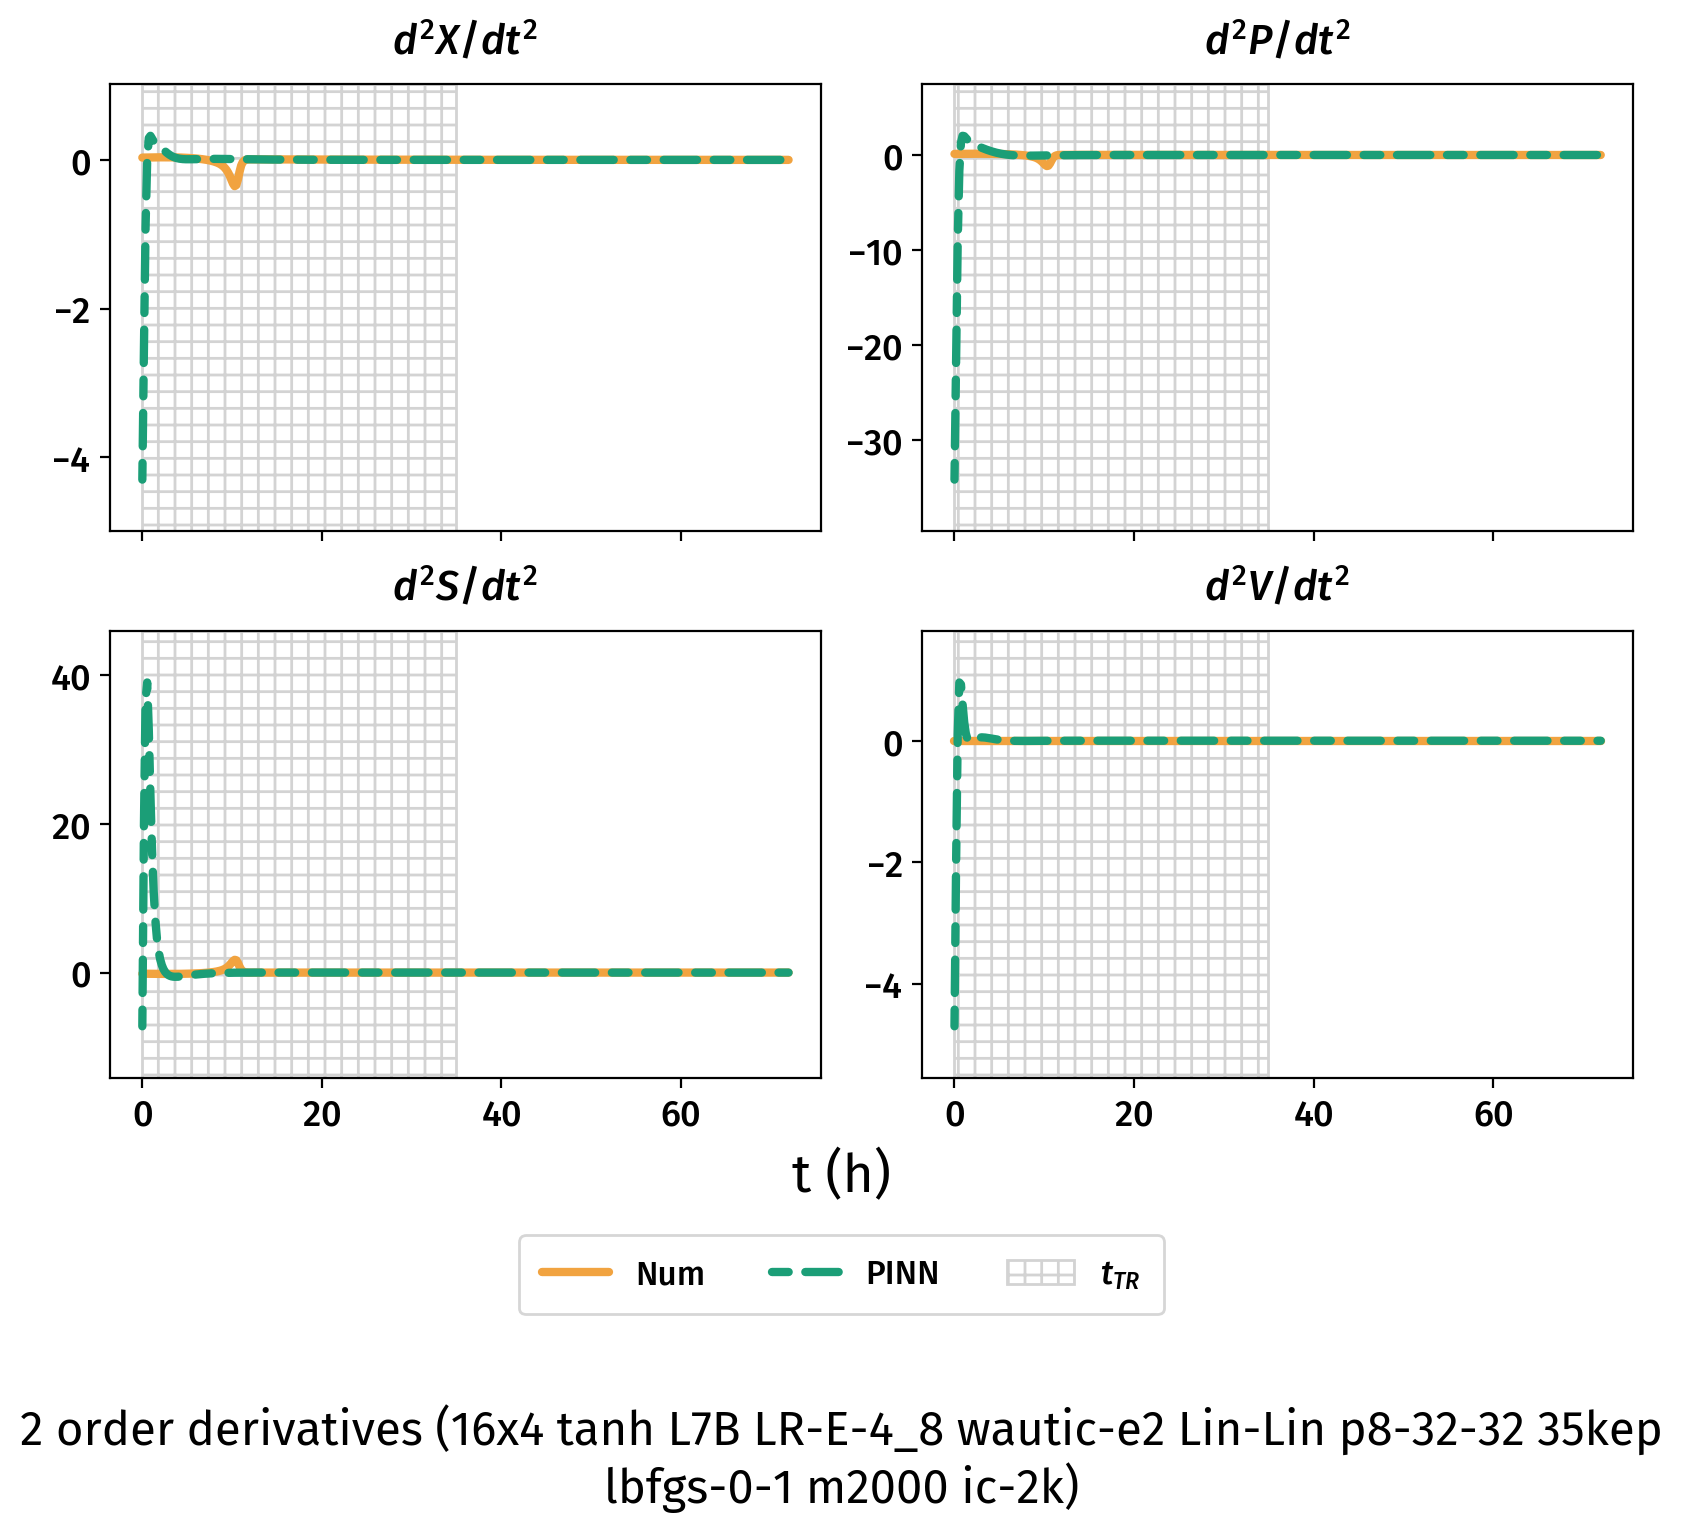 d²X/dt²
d²P/dt²
0
−2
−4
0
−10
−20
−30
d²S/dt²
d²V/dt²
40
20
0
0
−2
−4
0 20 40 60
0 20 40 60
t (h)
Num PINN t_TR
2 order derivatives (16x4 tanh L7B LR-E-4_8 wautic-e2 Lin-Lin p8-32-32 35kep
lbfgs-0-1 m2000 ic-2k)